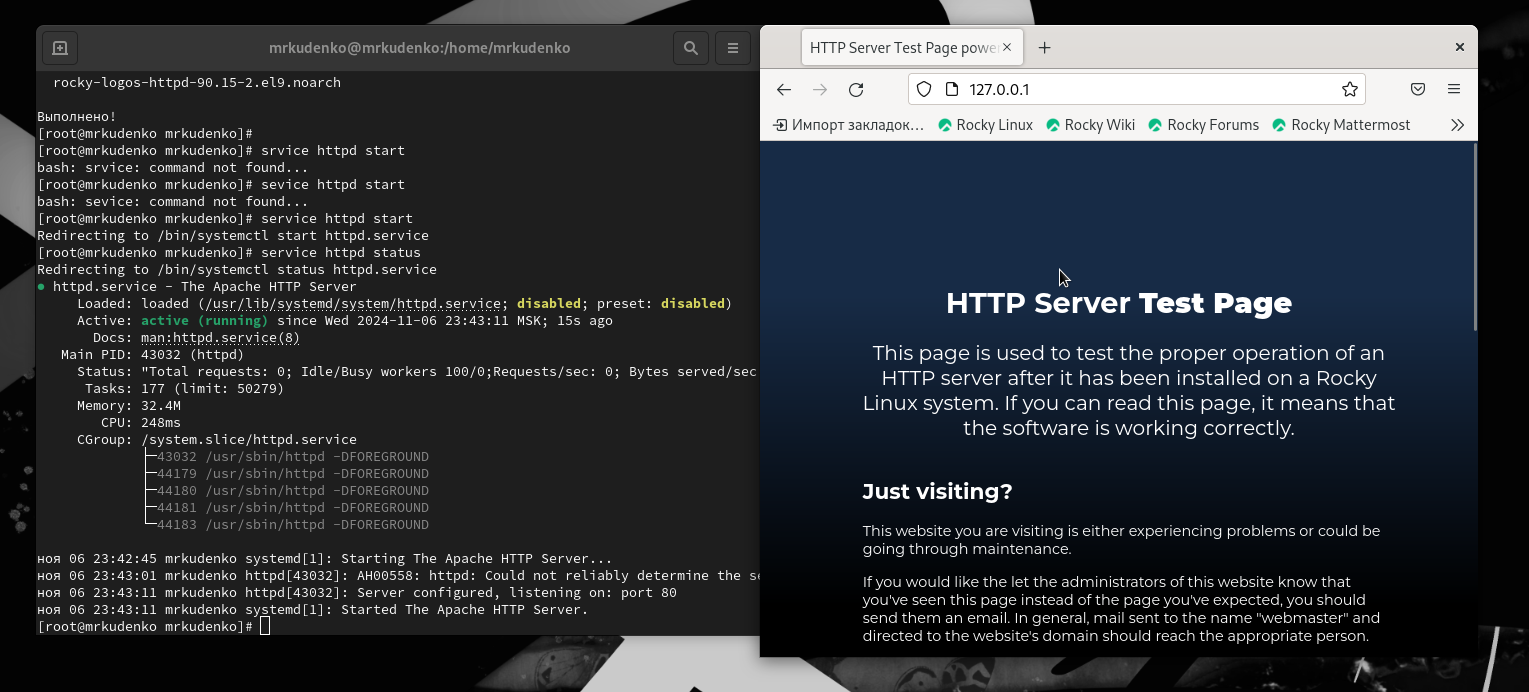 mrkudenko@mrkudenko:/home/mrkudenko
rocky-logos-httpd-90.15-2.el9.noarch
Выполнено!
[root@mrkudenko mrkudenko]#
[root@mrkudenko mrkudenko]# srvice httpd start
bash: srvice: command not found...
[root@mrkudenko mrkudenko]# sevice httpd start
bash: sevice: command not found...
[root@mrkudenko mrkudenko]# service httpd start
Redirecting to /bin/systemctl start httpd.service
[root@mrkudenko mrkudenko]# service httpd status
Redirecting to /bin/systemctl status httpd.service
● httpd.service - The Apache HTTP Server
Loaded: loaded (/usr/lib/systemd/system/httpd.service; disabled; preset: disabled)
Active: active (running) since Wed 2024-11-06 23:43:11 MSK; 15s ago
Docs: man:httpd.service(8)
Main PID: 43032 (httpd)
Status: "Total requests: 0; Idle/Busy workers 100/0;Requests/sec: 0; Bytes served/sec
Tasks: 177 (limit: 50279)
Memory: 32.4M
CPU: 248ms
CGroup: /system.slice/httpd.service
├─43032 /usr/sbin/httpd -DFOREGROUND
├─44179 /usr/sbin/httpd -DFOREGROUND
├─44180 /usr/sbin/httpd -DFOREGROUND
├─44181 /usr/sbin/httpd -DFOREGROUND
└─44183 /usr/sbin/httpd -DFOREGROUND
ноя 06 23:42:45 mrkudenko systemd[1]: Starting The Apache HTTP Server...
ноя 06 23:43:01 mrkudenko httpd[43032]: AH00558: httpd: Could not reliably determine the se
ноя 06 23:43:11 mrkudenko httpd[43032]: Server configured, listening on: port 80
ноя 06 23:43:11 mrkudenko systemd[1]: Started The Apache HTTP Server.
[root@mrkudenko mrkudenko]#
HTTP Server Test Page powe
127.0.0.1
Импорт закладок… Rocky Linux Rocky Wiki Rocky Forums Rocky Mattermost
HTTP Server Test Page
This page is used to test the proper operation of an
HTTP server after it has been installed on a Rocky
Linux system. If you can read this page, it means that
the software is working correctly.
Just visiting?
This website you are visiting is either experiencing problems or could be
going through maintenance.
If you would like the let the administrators of this website know that
you've seen this page instead of the page you've expected, you should
send them an email. In general, mail sent to the name "webmaster" and
directed to the website's domain should reach the appropriate person.